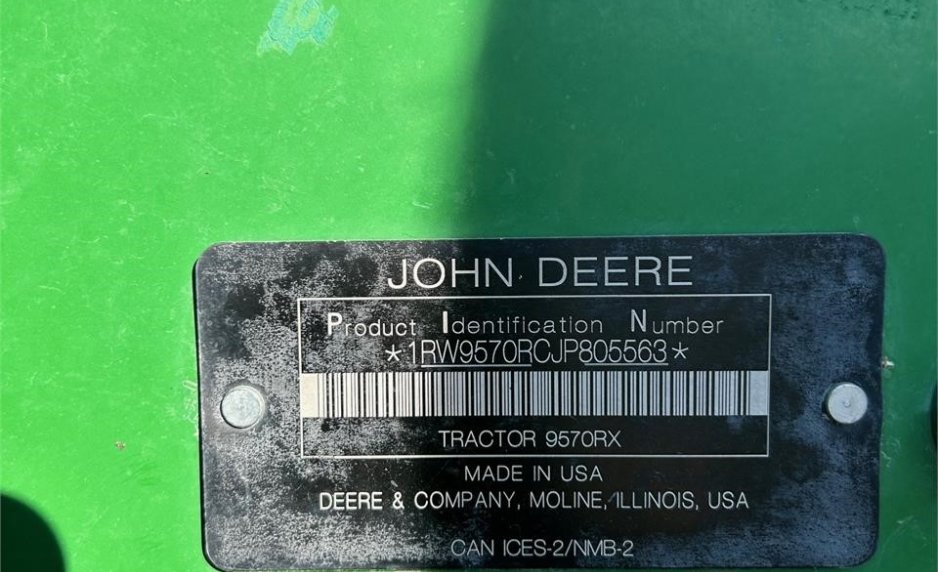 JOHN DEERE
Product Identification Number
*1RW9570RCJP805563*
TRACTOR 9570RX
MADE IN USA
DEERE & COMPANY, MOLINE, ILLINOIS, USA
CAN ICES-2/NMB-2